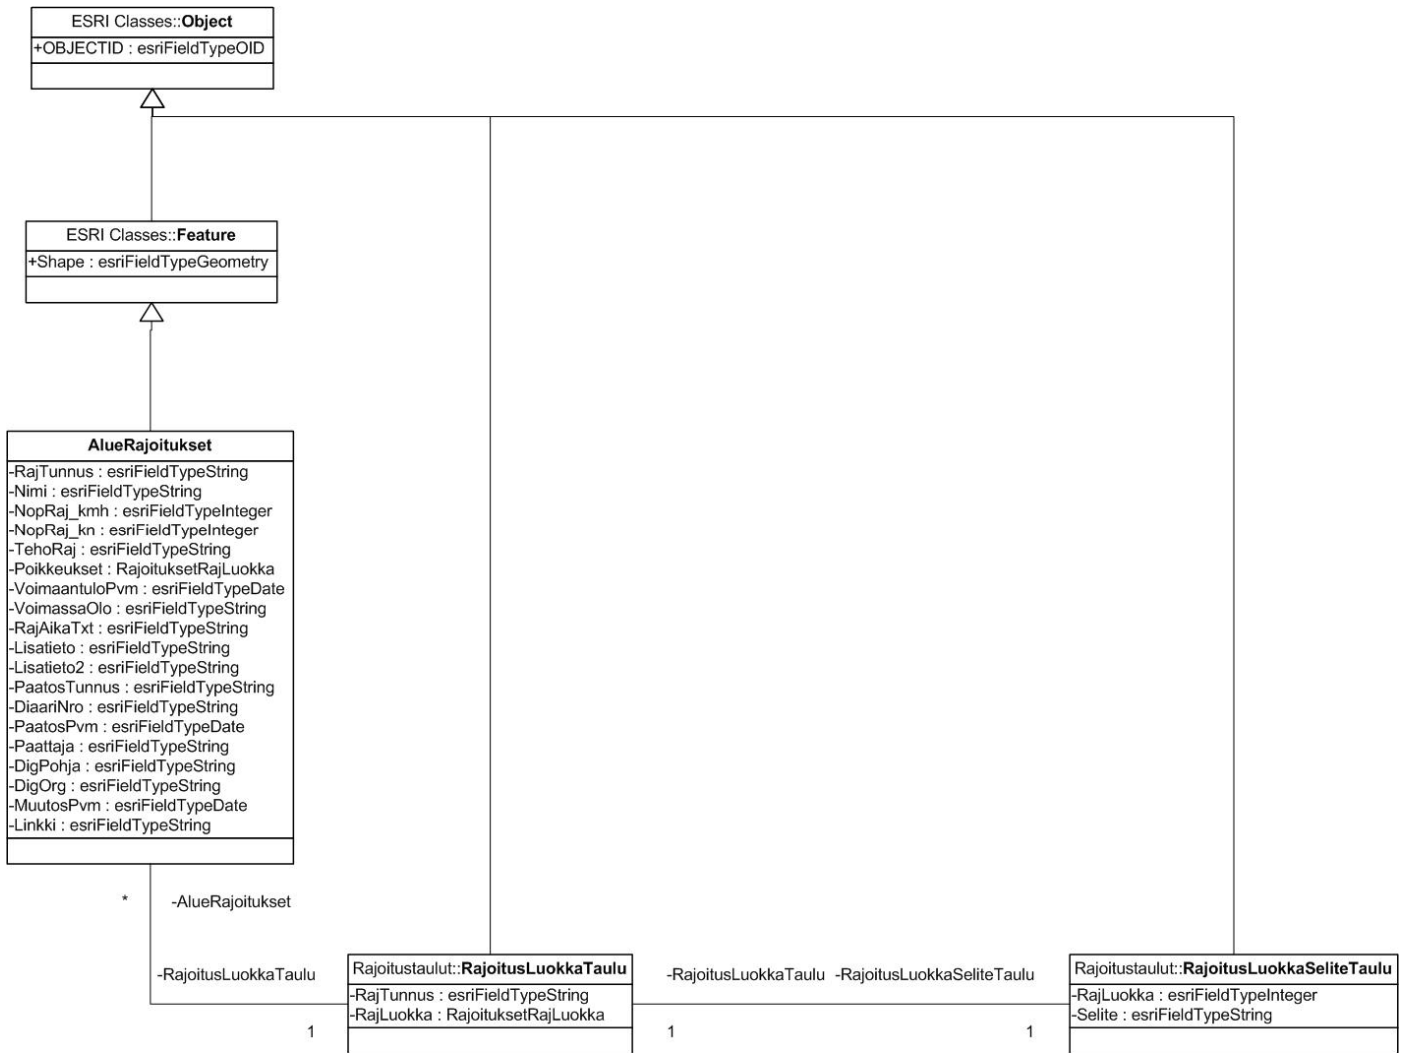 ESRI Classes::Object
+OBJECTID : esriFieldTypeOID
ESRI Classes::Feature
+Shape : esriFieldTypeGeometry
AlueRajoitukset
-RajTunnus : esriFieldTypeString
-Nimi : esriFieldTypeString
-NopRaj_kmh : esriFieldTypeInteger
-NopRaj_kn : esriFieldTypeInteger
-TehoRaj : esriFieldTypeString
-Poikkeukset : RajoituksetRajLuokka
-VoimaantuloPvm : esriFieldTypeDate
-VoimassaOlo : esriFieldTypeString
-RajAikaTxt : esriFieldTypeString
-Lisatieto : esriFieldTypeString
-Lisatieto2 : esriFieldTypeString
-PaatosTunnus : esriFieldTypeString
-DiaariNro : esriFieldTypeString
-PaatosPvm : esriFieldTypeDate
-Paattaja : esriFieldTypeString
-DigPohja : esriFieldTypeString
-DigOrg : esriFieldTypeString
-MuutosPvm : esriFieldTypeDate
-Linkki : esriFieldTypeString
* -AlueRajoitukset
-RajoitusLuokkaTaulu
1
Rajoitustaulut::RajoitusLuokkaTaulu
-RajTunnus : esriFieldTypeString
-RajLuokka : RajoituksetRajLuokka
-RajoitusLuokkaTaulu -RajoitusLuokkaSeliteTaulu
1 1
Rajoitustaulut::RajoitusLuokkaSeliteTaulu
-RajLuokka : esriFieldTypeInteger
-Selite : esriFieldTypeString